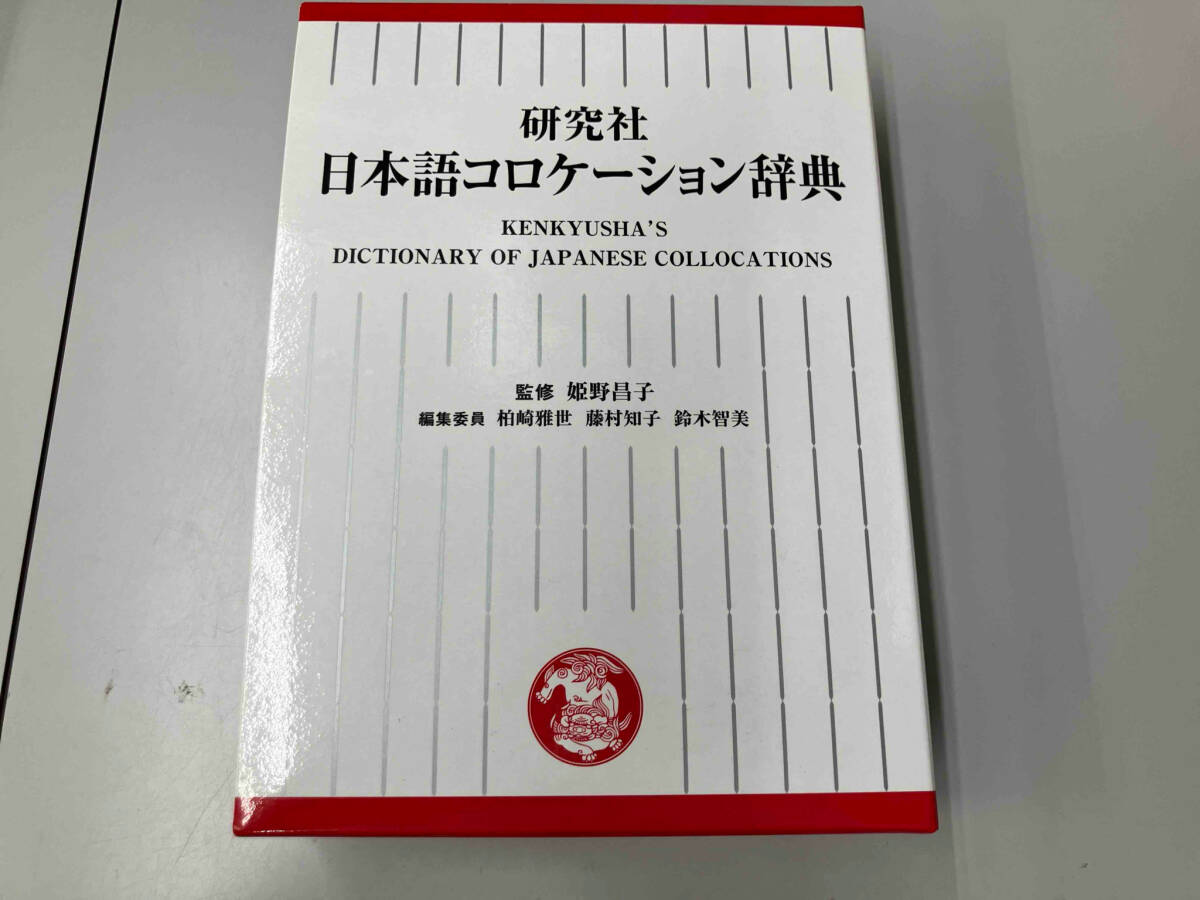 研究社
日本語コロケーション辞典
KENKYUSHA'S
DICTIONARY OF JAPANESE COLLOCATIONS
監修 姫野昌子
編集委員 柏崎雅世 藤村知子 鈴木智美